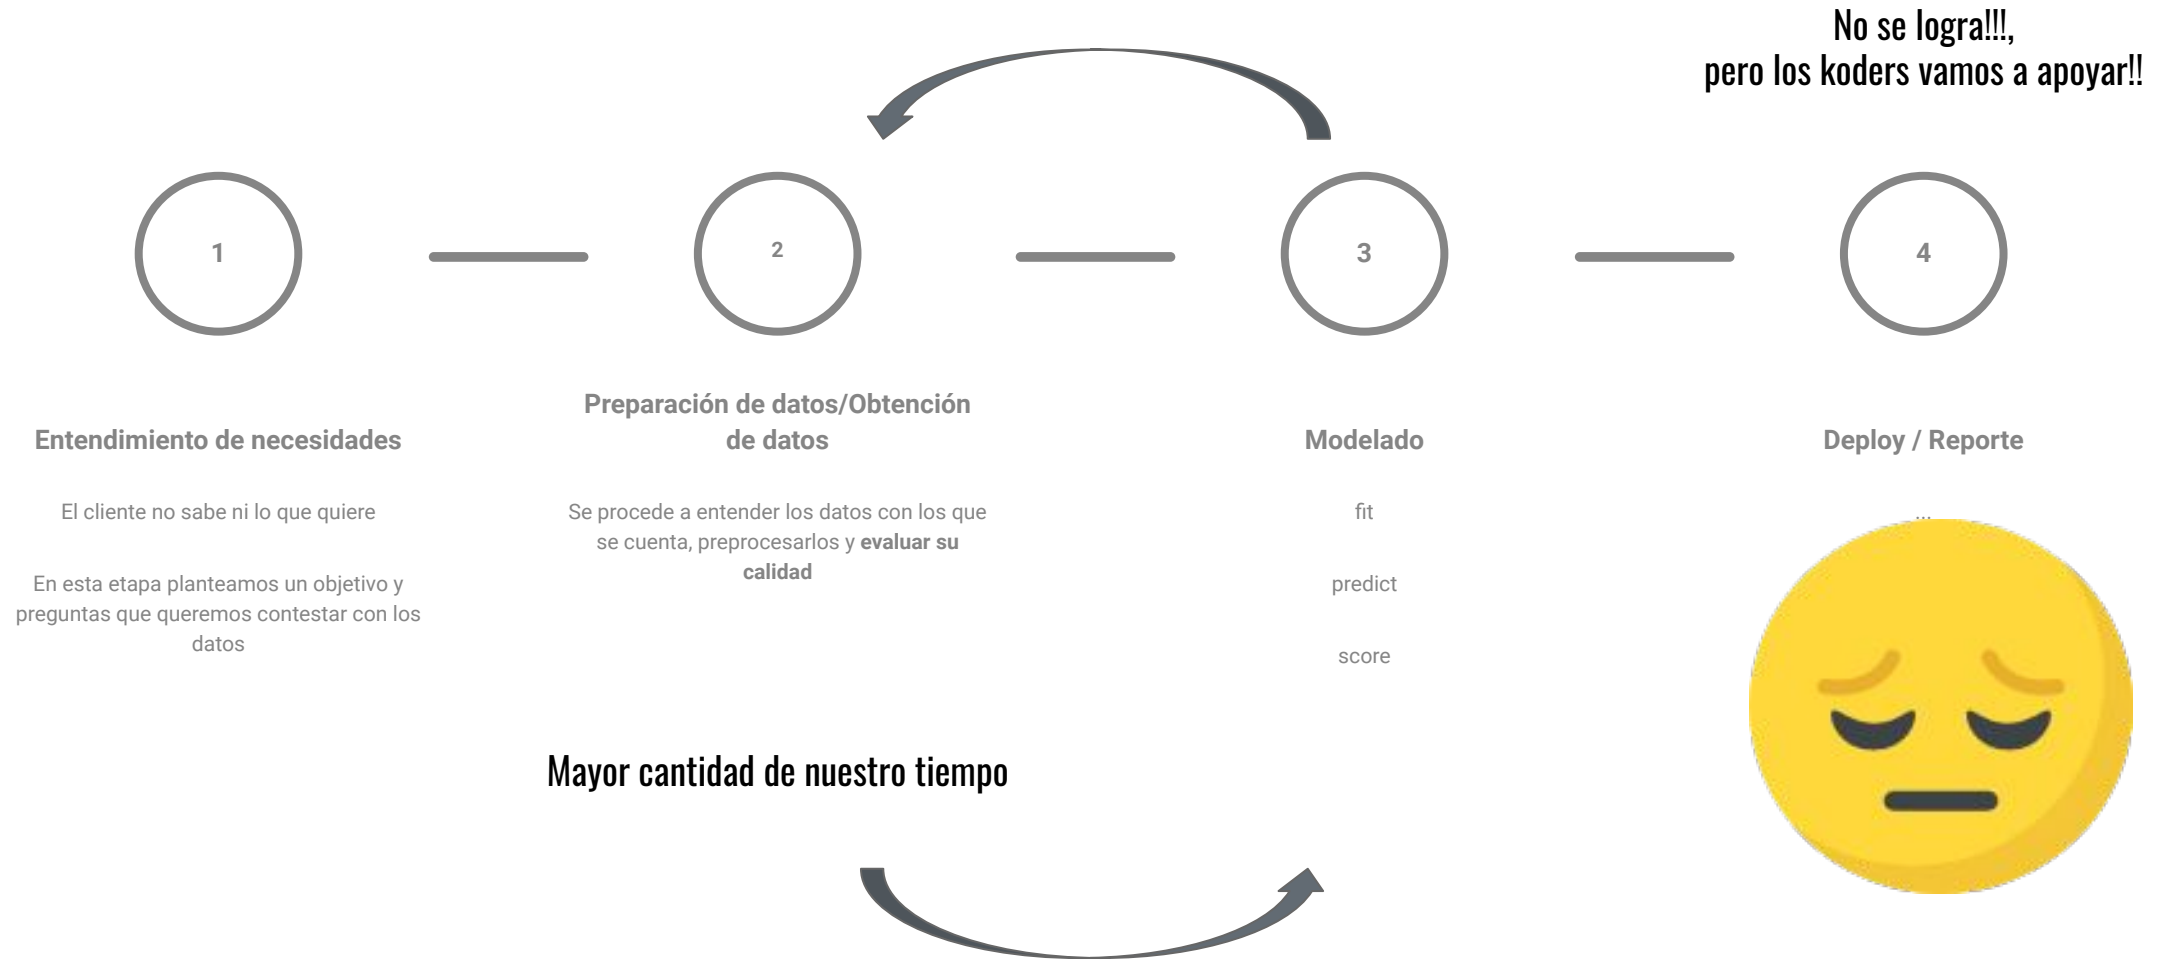 No se logra!!!,
pero los koders vamos a apoyar!!
1
2
3
4
Entendimiento de necesidades
El cliente no sabe ni lo que quiere
En esta etapa planteamos un objetivo y
preguntas que queremos contestar con los
datos
Preparación de datos/Obtención
de datos
Se procede a entender los datos con los que
se cuenta, preprocesarlos y evaluar su
calidad
Mayor cantidad de nuestro tiempo
Modelado
fit
predict
score
Deploy / Reporte
...